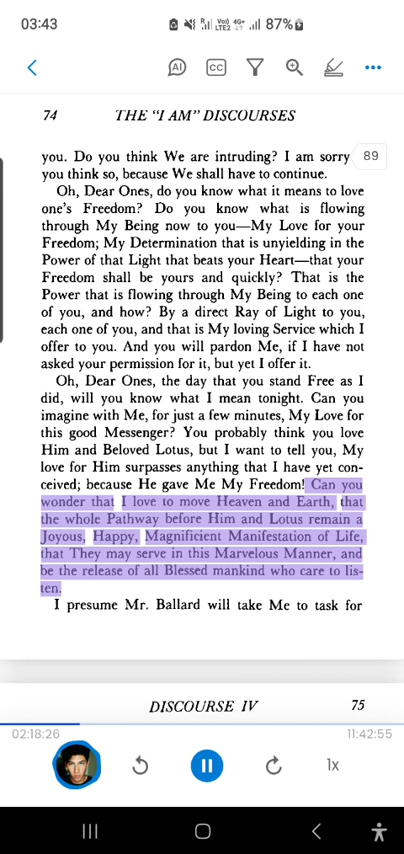 03:43
R
Vo))
LTE2
4G+
87%
AI
CC
74 THE “I AM” DISCOURSES
89
you. Do you think We are intruding? I am sorry
you think so, because We shall have to continue.
Oh, Dear Ones, do you know what it means to love
one’s Freedom? Do you know what is flowing
through My Being now to you—My Love for your
Freedom; My Determination that is unyielding in the
Power of that Light that beats your Heart—that your
Freedom shall be yours and quickly? That is the
Power that is flowing through My Being to each one
of you, and how? By a direct Ray of Light to you,
each one of you, and that is My loving Service which I
offer to you. And you will pardon Me, if I have not
asked your permission for it, but yet I offer it.
Oh, Dear Ones, the day that you stand Free as I
did, will you know what I mean tonight. Can you
imagine with Me, for just a few minutes, My Love for
this good Messenger? You probably think you love
Him and Beloved Lotus, but I want to tell you, My
love for Him surpasses anything that I have yet con-
ceived; because He gave Me My Freedom! Can you
wonder that I love to move Heaven and Earth, that
the whole Pathway before Him and Lotus remain a
Joyous, Happy, Magnificient Manifestation of Life,
that They may serve in this Marvelous Manner, and
be the release of all Blessed mankind who care to lis-
ten.
I presume Mr. Ballard will take Me to task for
DISCOURSE IV 75
02:18:26 11:42:55
1x